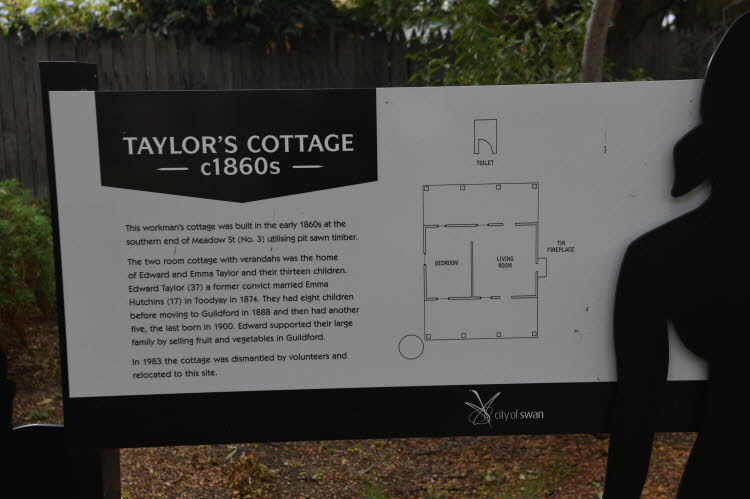 TAYLOR'S COTTAGE
c1860s
This workman's cottage was built in the early 1860s at the
southern end of Meadow St (No. 3) utilising pit sawn timber.
The two room cottage with verandahs was the home
of Edward and Emma Taylor and their thirteen children.
Edward Taylor (37) a former convict married Emma
Hutchins (17) in Toodyay in 1874. They had eight children
before moving to Guildford in 1888 and then had another
five, the last born in 1900. Edward supported their large
family by selling fruit and vegetables in Guildford.
In 1983 the cottage was dismantled by volunteers and
relocated to this site.
TOILET
BEDROOM
LIVING
ROOM
TIN
FIREPLACE
city of swan